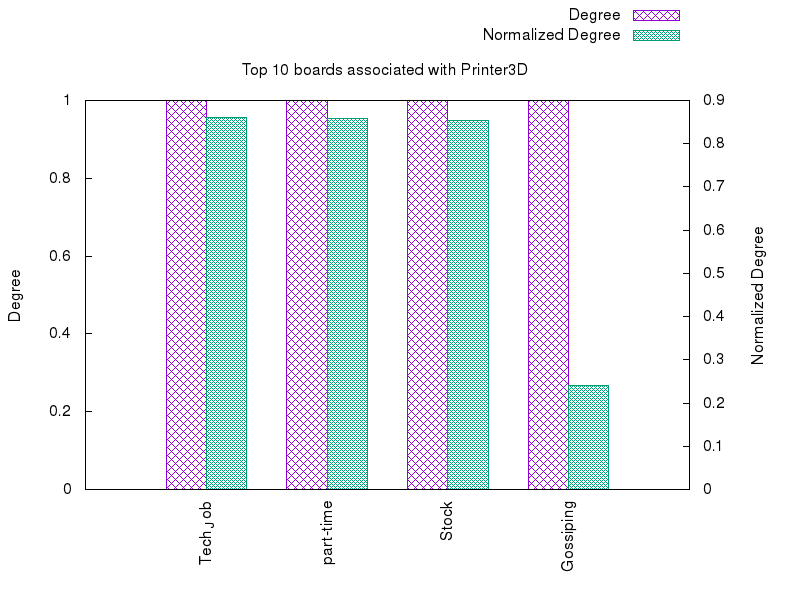 Degree
Normalized Degree
Top 10 boards associated with Printer3D
1
0.8
0.6
0.4
0.2
0
0.9
0.8
0.7
0.6
0.5
0.4
0.3
0.2
0.1
0
Degree
Normalized Degree
Tech_Job
part-time
Stock
Gossiping